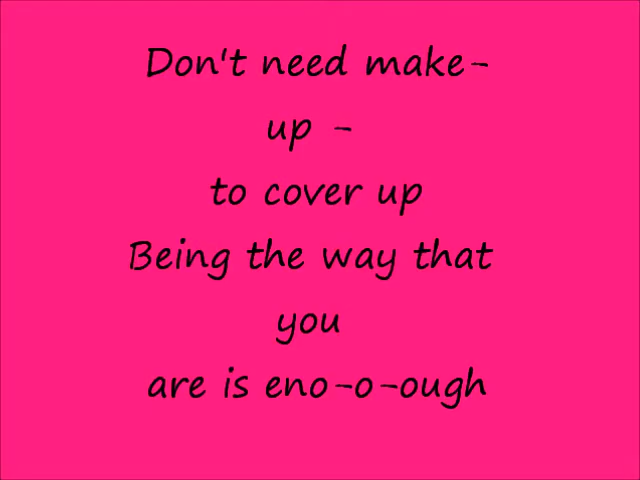 Don't need make-
up -
to cover up
Being the way that
you
are is eno-o-ough